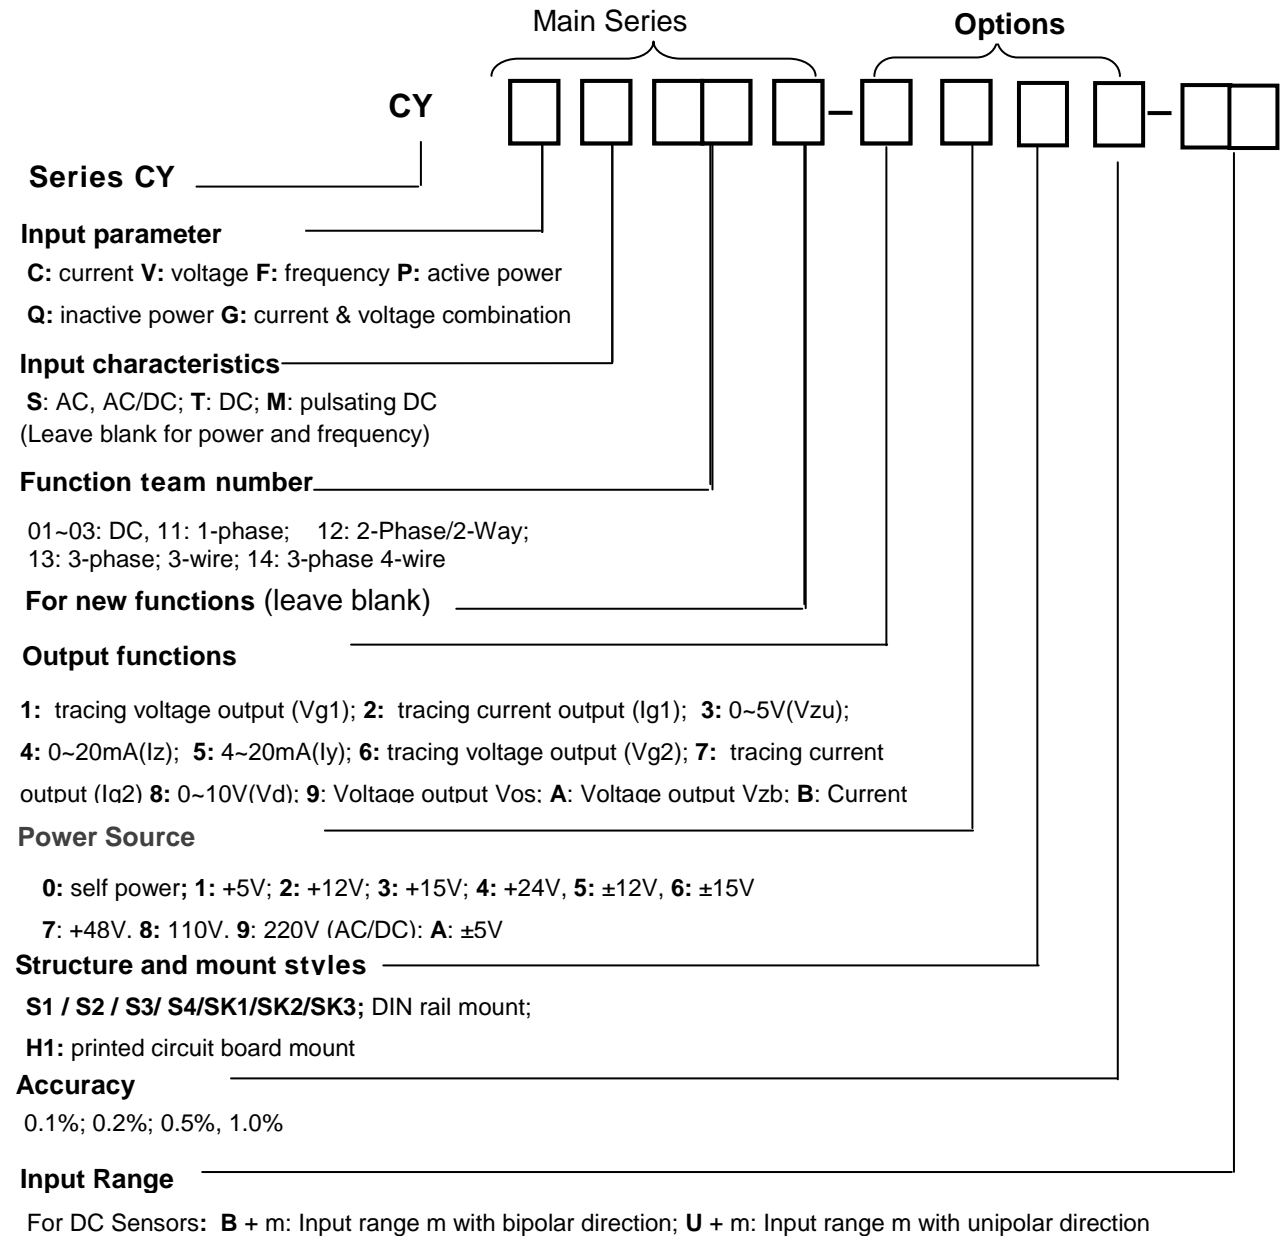 Main Series
Options
CY
Series CY
Input parameter
C: current V: voltage F: frequency P: active power
Q: inactive power G: current & voltage combination
Input characteristics
S: AC, AC/DC; T: DC; M: pulsating DC
(Leave blank for power and frequency)
Function team number
01~03: DC, 11: 1-phase; 12: 2-Phase/2-Way;
13: 3-phase; 3-wire; 14: 3-phase 4-wire
For new functions (leave blank)
Output functions
1: tracing voltage output (Vg1); 2: tracing current output (Ig1); 3: 0~5V(Vzu);
4: 0~20mA(Iz); 5: 4~20mA(Iy); 6: tracing voltage output (Vg2); 7: tracing current
output (Ig2) 8: 0~10V(Vd); 9: Voltage output Vos; A: Voltage output Vzb; B: Current
Power Source
0: self power; 1: +5V; 2: +12V; 3: +15V; 4: +24V, 5: ±12V, 6: ±15V
7: +48V, 8: 110V, 9: 220V (AC/DC); A: ±5V
Structure and mount styles
S1 / S2 / S3/ S4/SK1/SK2/SK3; DIN rail mount;
H1: printed circuit board mount
Accuracy
0.1%; 0.2%; 0.5%, 1.0%
Input Range
For DC Sensors: B + m: Input range m with bipolar direction; U + m: Input range m with unipolar direction